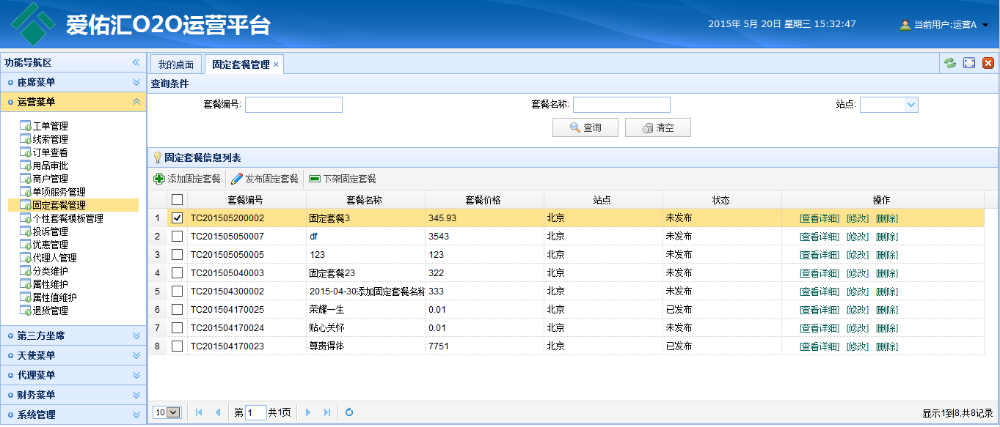 爱佑汇O2O运营平台
2015年 5月 20日 星期三 15:32:47
当前用户:运营A
功能导航区
座席菜单
运营菜单
工单管理
线索管理
订单查看
用品审批
商户管理
单项服务管理
固定套餐管理
个性套餐模板管理
投诉管理
优惠管理
代理人管理
分类维护
属性维护
属性值维护
退货管理
第三方坐席
天使菜单
代理菜单
财务菜单
系统管理
我的桌面 固定套餐管理
查询条件
套餐编号: 套餐名称: 站点:
查询 清空
固定套餐信息列表
添加固定套餐 发布固定套餐 下架固定套餐
套餐编号 套餐名称 套餐价格 站点 状态 操作
1 TC201505200002 固定套餐3 345.93 北京 未发布 [查看详细] [修改] [删除]
2 TC201505050007 df 3543 北京 未发布 [查看详细] [修改] [删除]
3 TC201505050005 123 123 北京 未发布 [查看详细] [修改] [删除]
4 TC201505040003 固定套餐23 322 北京 未发布 [查看详细] [修改] [删除]
5 TC201504300002 2015-04-30添加固定套餐名称 333 北京 未发布 [查看详细] [修改] [删除]
6 TC201504170025 荣耀一生 0.01 北京 已发布 [查看详细] [修改] [删除]
7 TC201504170024 贴心关怀 0.01 北京 未发布 [查看详细] [修改] [删除]
8 TC201504170023 尊贵得体 7751 北京 已发布 [查看详细] [修改] [删除]
10 第 1 共1页 显示1到8,共8记录